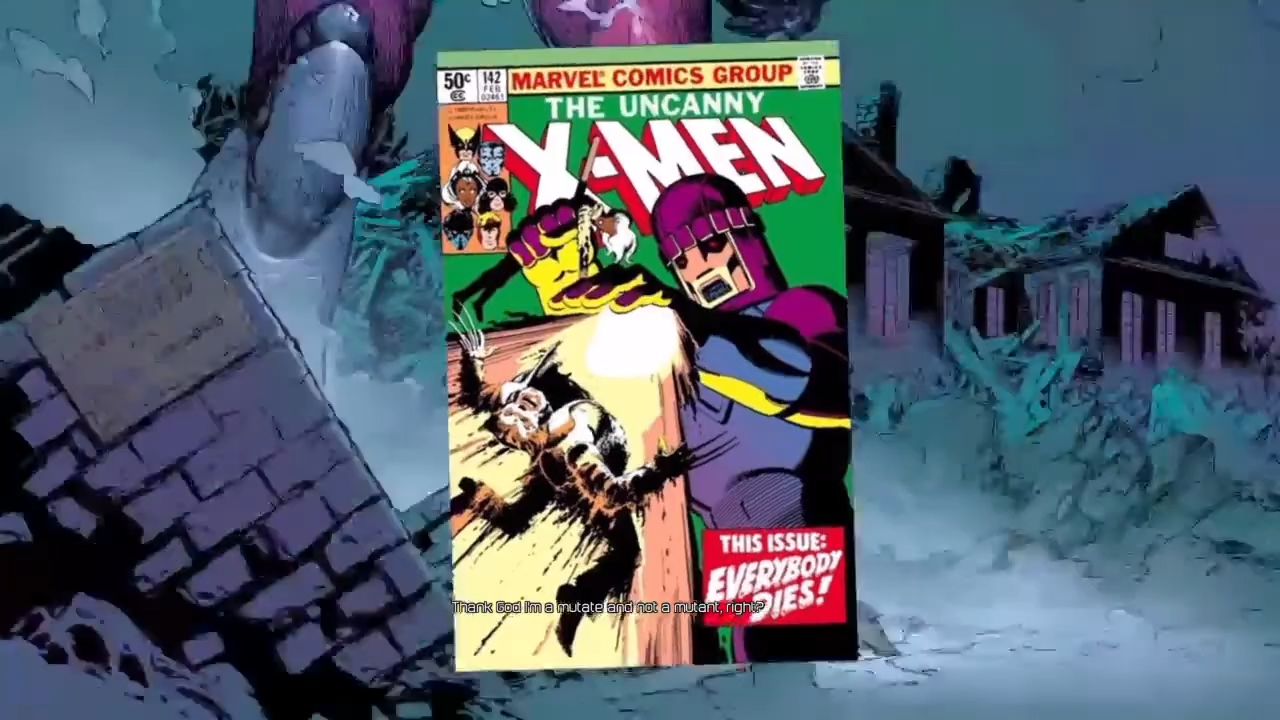 50¢
142
FEB
02461
MARVEL® COMICS GROUP
THE UNCANNY
X-MEN
THIS ISSUE:
EVERYBODY
DIES!
Thank God I'm a mutate and not a mutant, right?